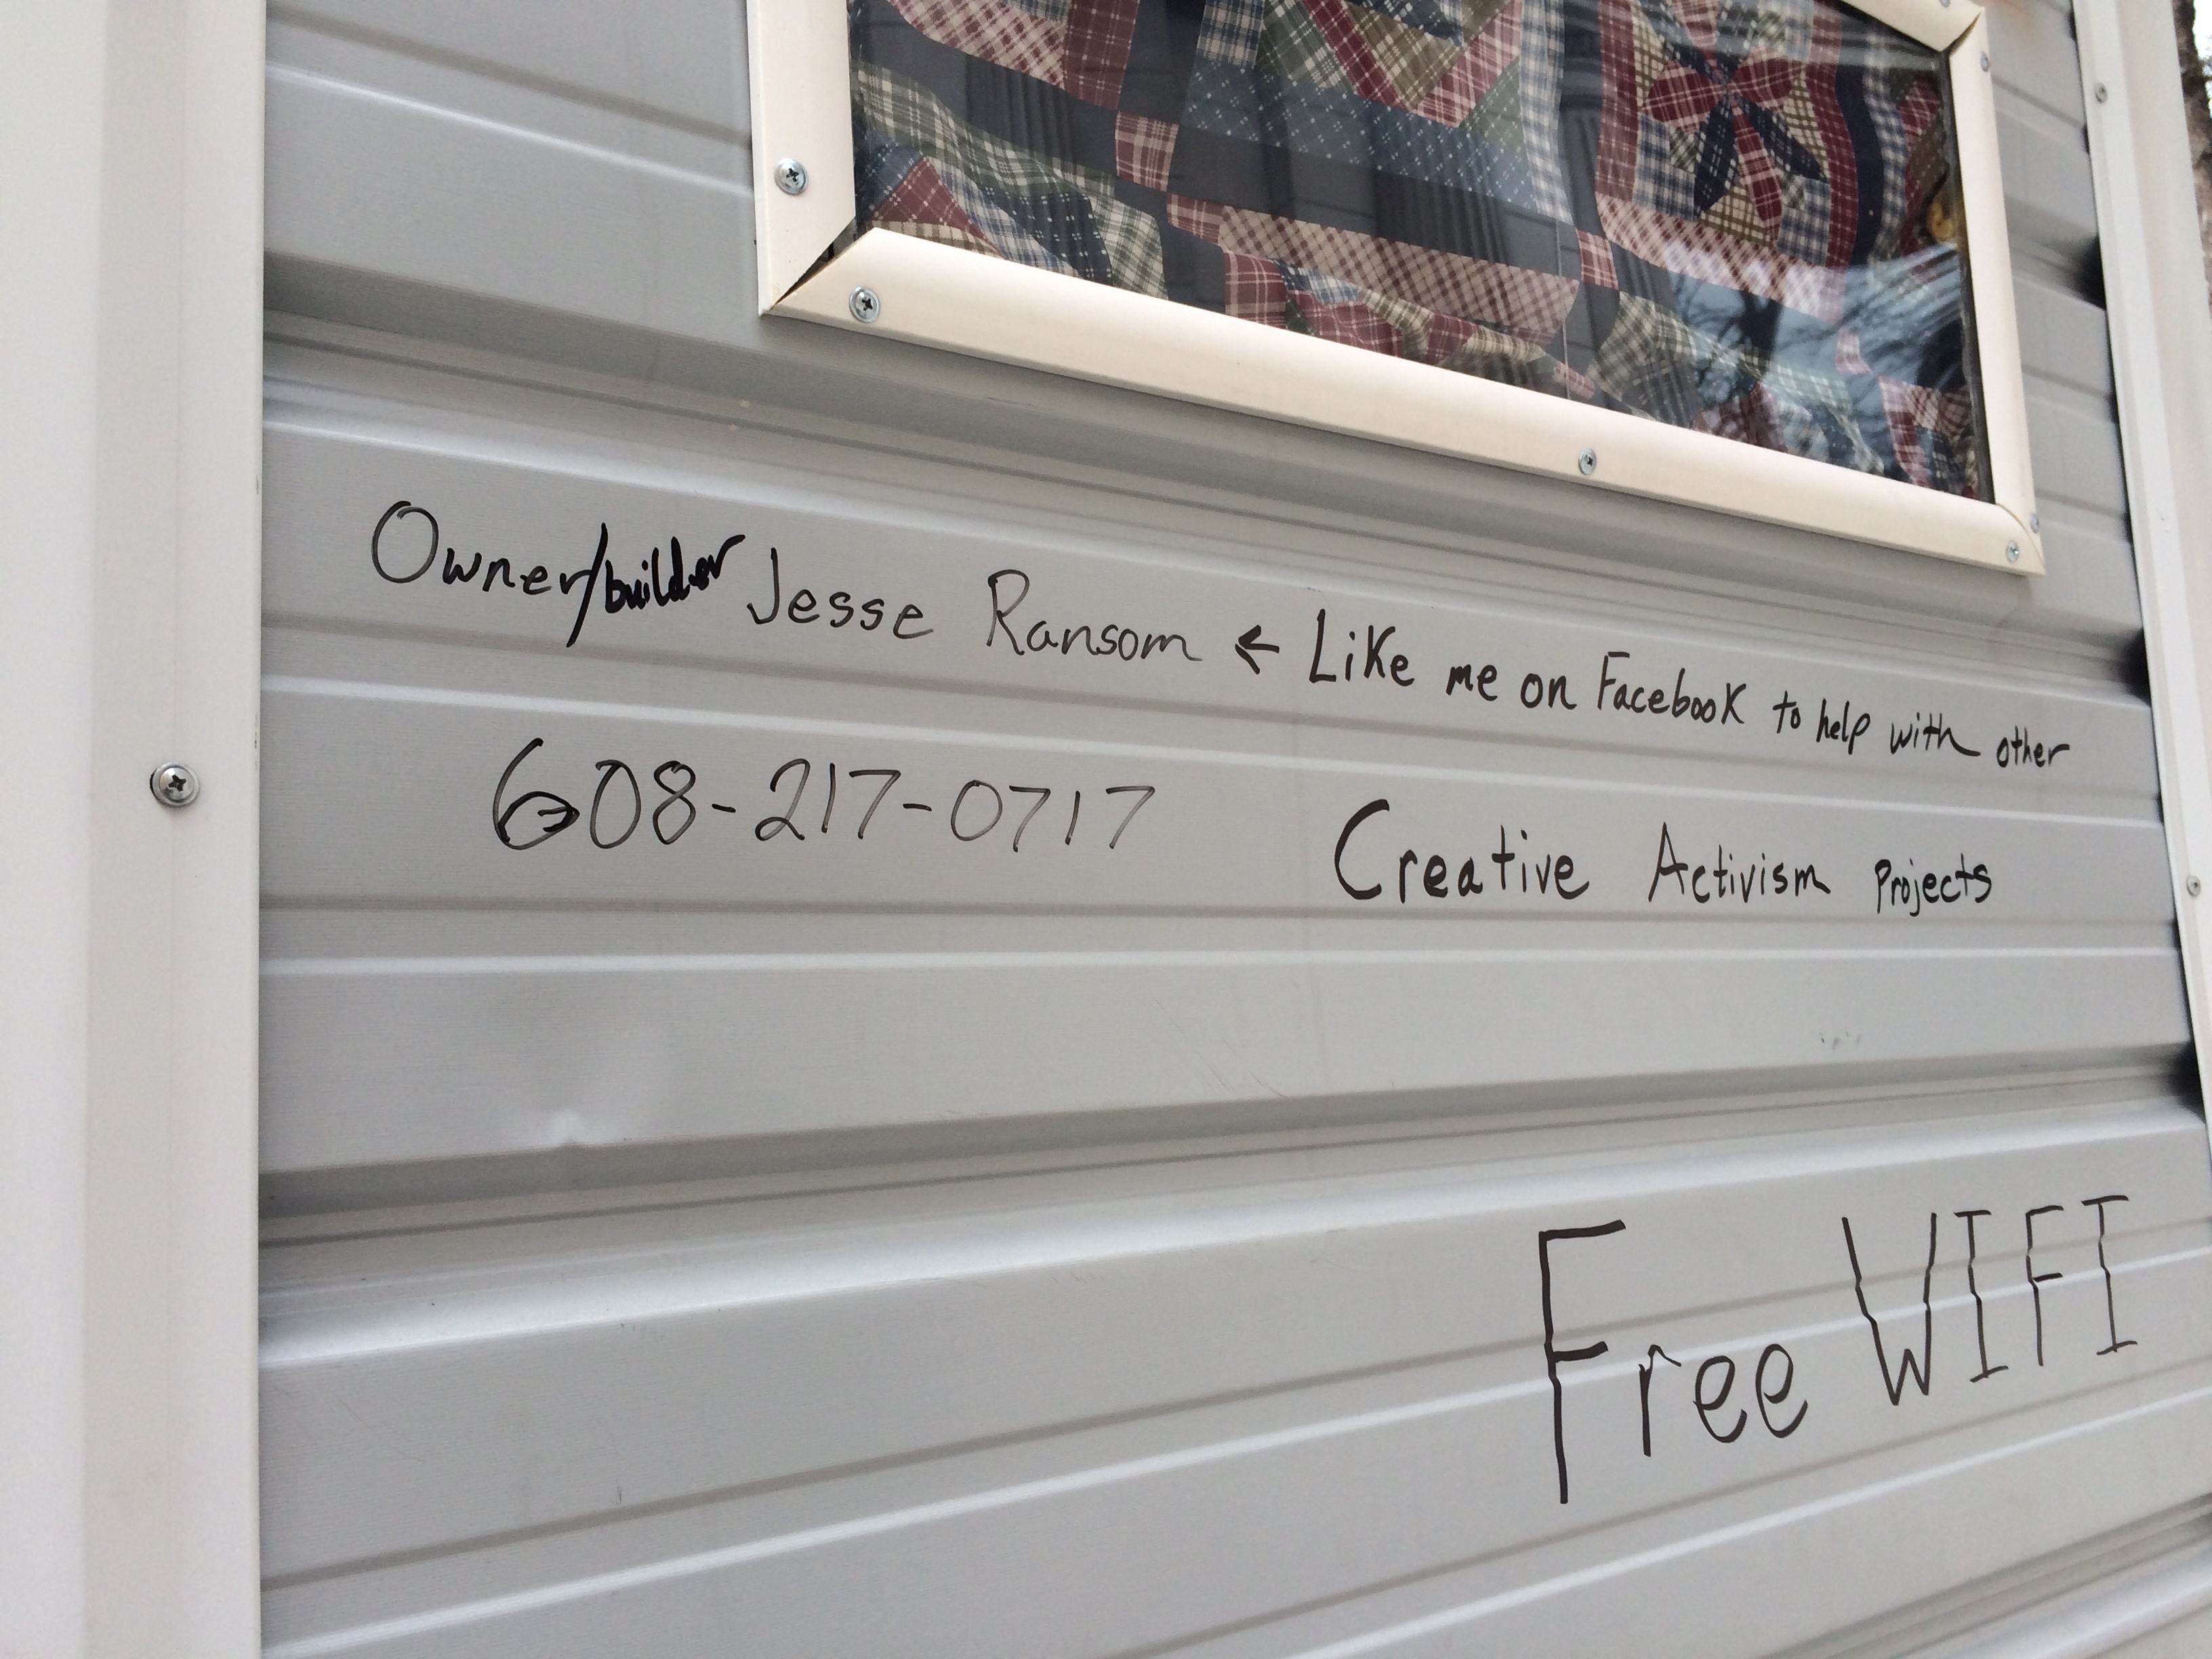 Owner/builder Jesse Ransom ← Like me on Facebook to help with other
608-217-0717
Creative Activism Projects
Free WIFI